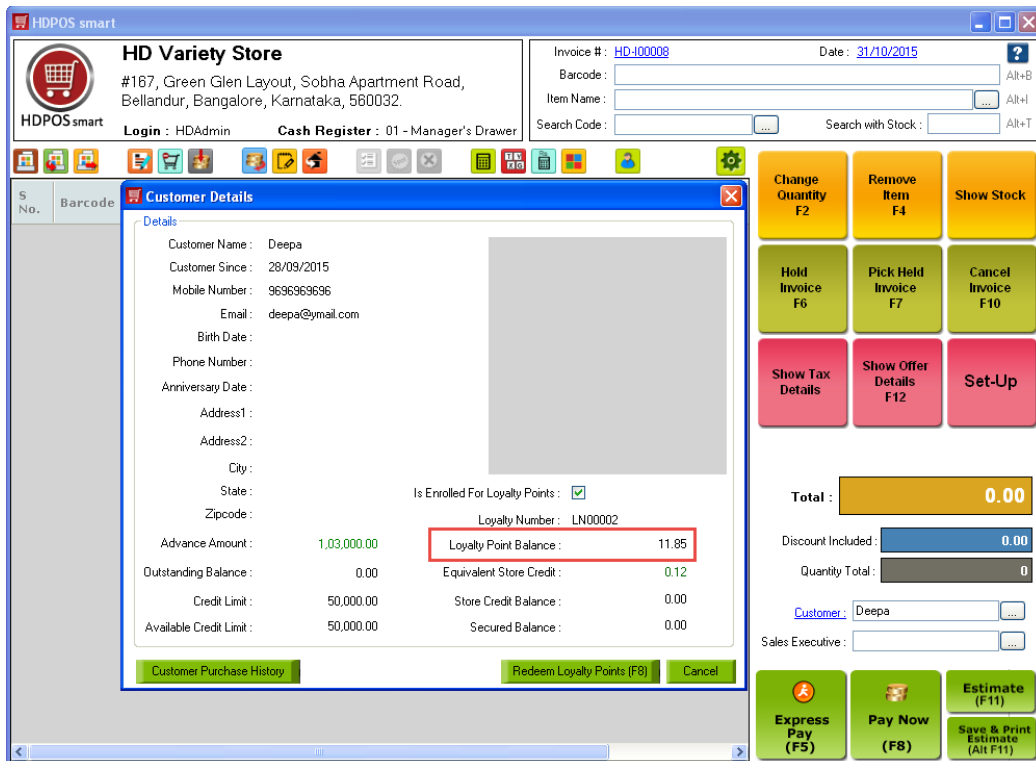 HDPOS smart
HDPOS smart
HD Variety Store
#167, Green Glen Layout, Sobha Apartment Road,
Bellandur, Bangalore, Karnataka, 560032.
Login : HDAdmin Cash Register : 01 - Manager's Drawer
Invoice # : HD-I00008 Date : 31/10/2015 ?
Barcode : Alt+B
Item Name : ... Alt+I
Search Code : ... Search with Stock : Alt+T
S No. Barcode
Customer Details
Details
Customer Name : Deepa
Customer Since : 28/09/2015
Mobile Number : 9696969696
Email : deepa@ymail.com
Birth Date :
Phone Number :
Anniversary Date :
Address1 :
Address2 :
City :
State : Is Enrolled For Loyalty Points :
Zipcode : Loyalty Number : LN00002
Advance Amount : 1,03,000.00 Loyalty Point Balance : 11.85
Outstanding Balance : 0.00 Equivalent Store Credit : 0.12
Credit Limit : 50,000.00 Store Credit Balance : 0.00
Available Credit Limit : 50,000.00 Secured Balance : 0.00
Customer Purchase History Redeem Loyalty Points (F8) Cancel
Change Quantity F2
Remove Item F4
Show Stock
Hold Invoice F6
Pick Held Invoice F7
Cancel Invoice F10
Show Tax Details
Show Offer Details F12
Set-Up
Total : 0.00
Discount Included : 0.00
Quantity Total : 0
Customer : Deepa ...
Sales Executive : ...
Express Pay (F5)
Pay Now (F8)
Estimate (F11)
Save & Print Estimate (Alt F11)